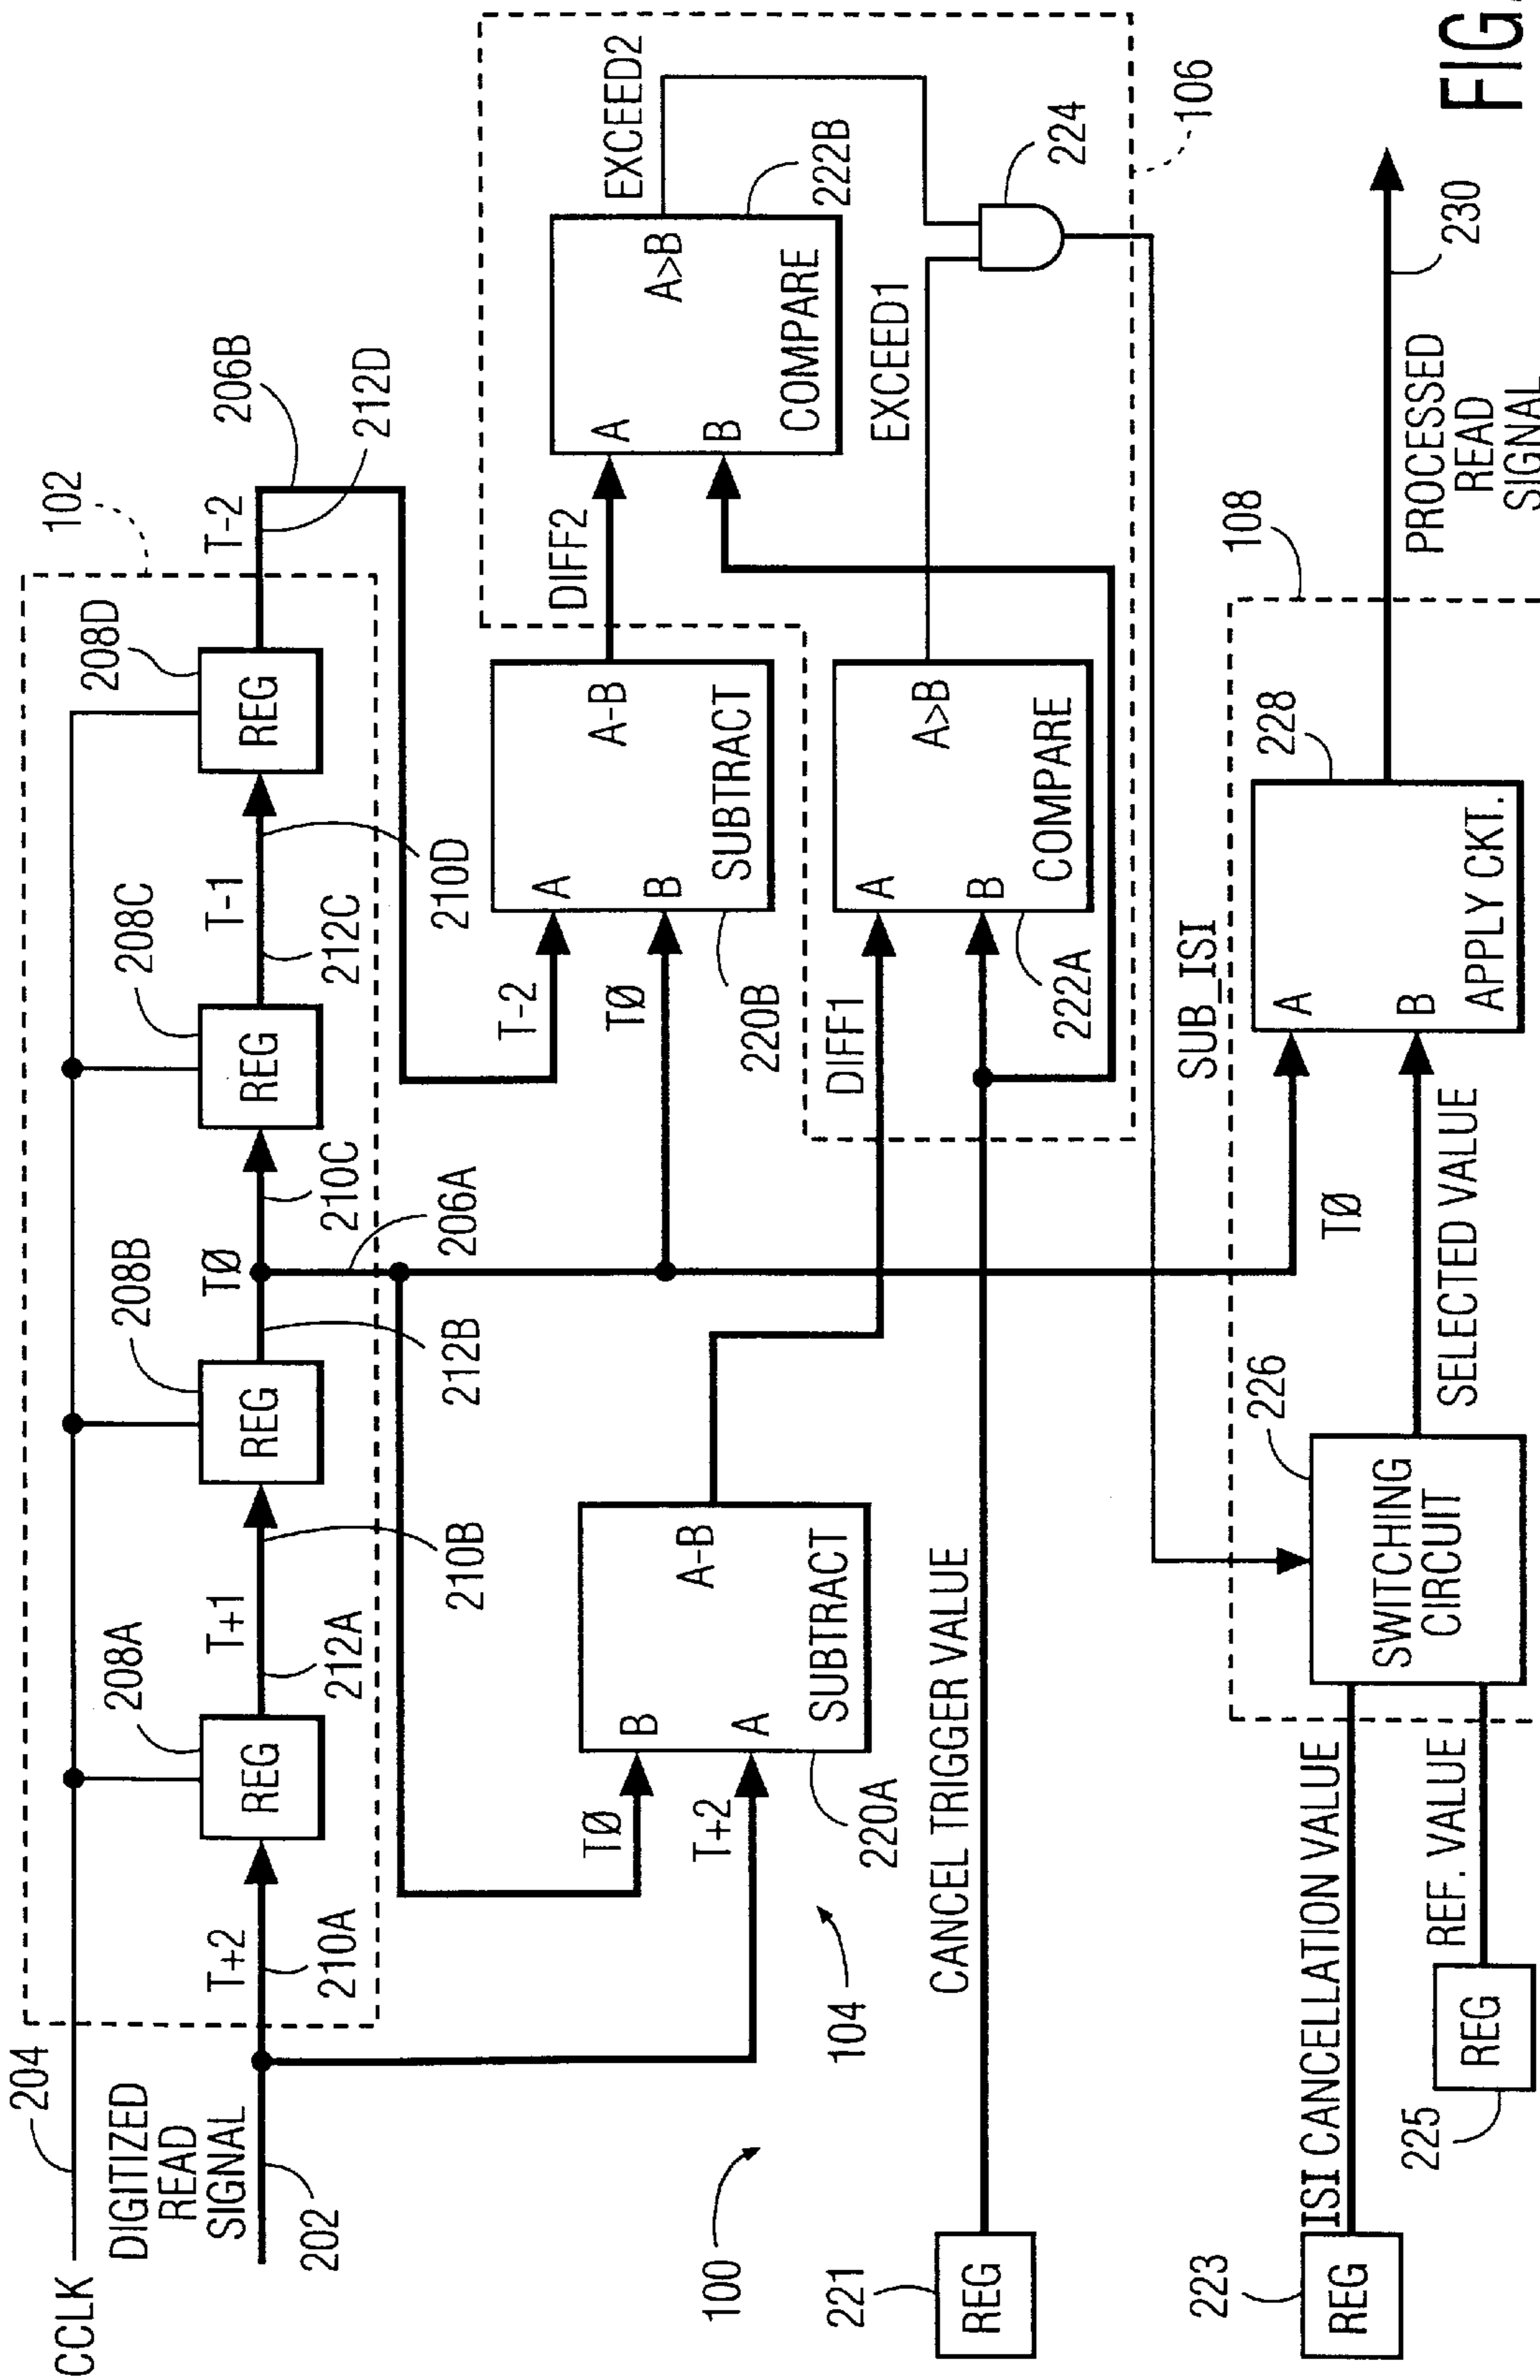 CCLK
204
DIGITIZED
READ
SIGNAL
202
T+2
210A
208A
REG
T+1
212A
210B
208B
REG
TØ
212B
210C
206A
208C
REG
T-1
212C
210D
208D
REG
T-2
212D
206B
102
TØ
T+2
B
A
A-B
SUBTRACT
220A
104
100
T-2
TØ
A
B
A-B
SUBTRACT
220B
DIFF2
A
B
A>B
COMPARE
222B
EXCEED2
DIFF1
A
B
A>B
COMPARE
222A
EXCEED1
224
106
221
REG
CANCEL TRIGGER VALUE
223
REG
ISI CANCELLATION VALUE
225
REG
REF. VALUE
226
SWITCHING
CIRCUIT
SELECTED VALUE
SUB_ISI
TØ
A
B
APPLY CKT.
228
108
PROCESSED
READ
SIGNAL
230
FIG.